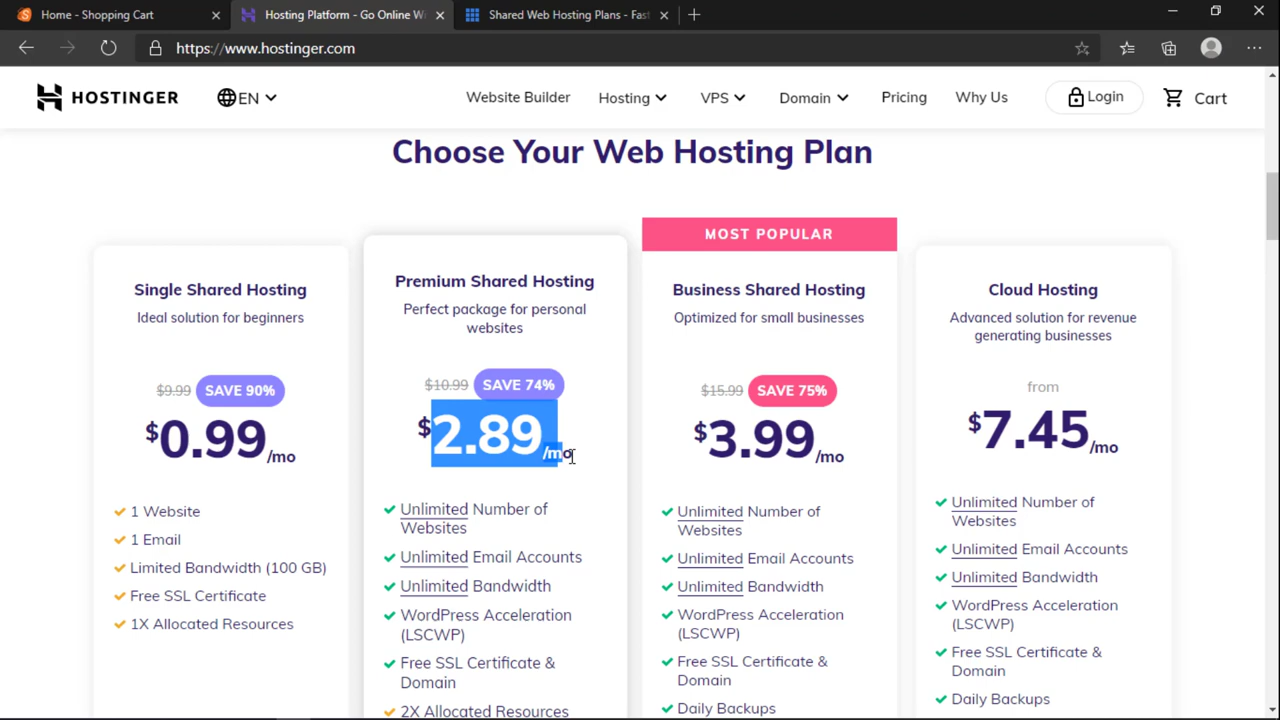 Home - Shopping Cart
Hosting Platform - Go Online W
Shared Web Hosting Plans - Fast
https://www.hostinger.com
HOSTINGER
EN
Website Builder
Hosting
VPS
Domain
Pricing
Why Us
Login
Cart
Choose Your Web Hosting Plan
Single Shared Hosting
Ideal solution for beginners
$9.99 SAVE 90%
$0.99/mo
1 Website
1 Email
Limited Bandwidth (100 GB)
Free SSL Certificate
1X Allocated Resources
Premium Shared Hosting
Perfect package for personal
websites
$10.99 SAVE 74%
$2.89/mo
Unlimited Number of
Websites
Unlimited Email Accounts
Unlimited Bandwidth
WordPress Acceleration
(LSCWP)
Free SSL Certificate &
Domain
2X Allocated Resources
MOST POPULAR
Business Shared Hosting
Optimized for small businesses
$15.99 SAVE 75%
$3.99/mo
Unlimited Number of
Websites
Unlimited Email Accounts
Unlimited Bandwidth
WordPress Acceleration
(LSCWP)
Free SSL Certificate &
Domain
Daily Backups
Cloud Hosting
Advanced solution for revenue
generating businesses
from
$7.45/mo
Unlimited Number of
Websites
Unlimited Email Accounts
Unlimited Bandwidth
WordPress Acceleration
(LSCWP)
Free SSL Certificate &
Domain
Daily Backups